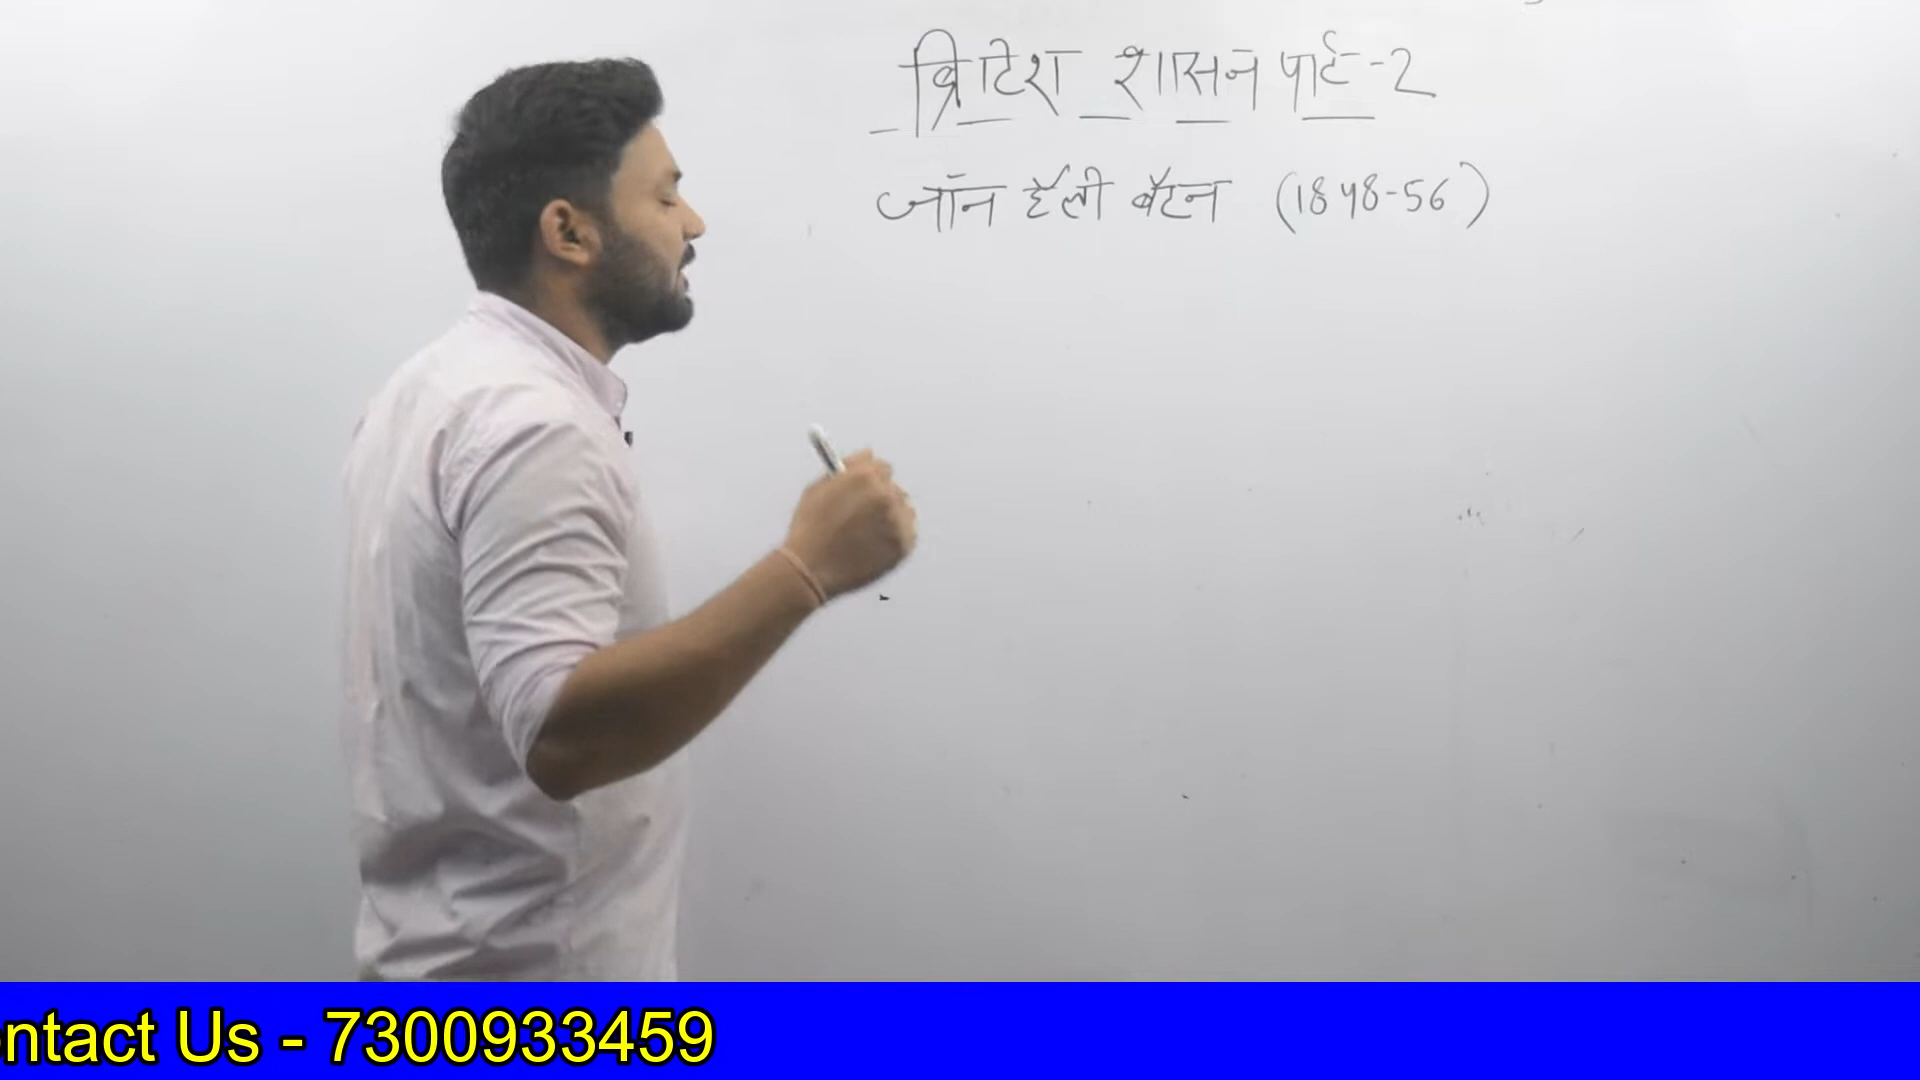 ब्रिटिश शासन पार्ट-2
जॉन हॅली बॅटन (1848-56)
ntact Us - 7300933459